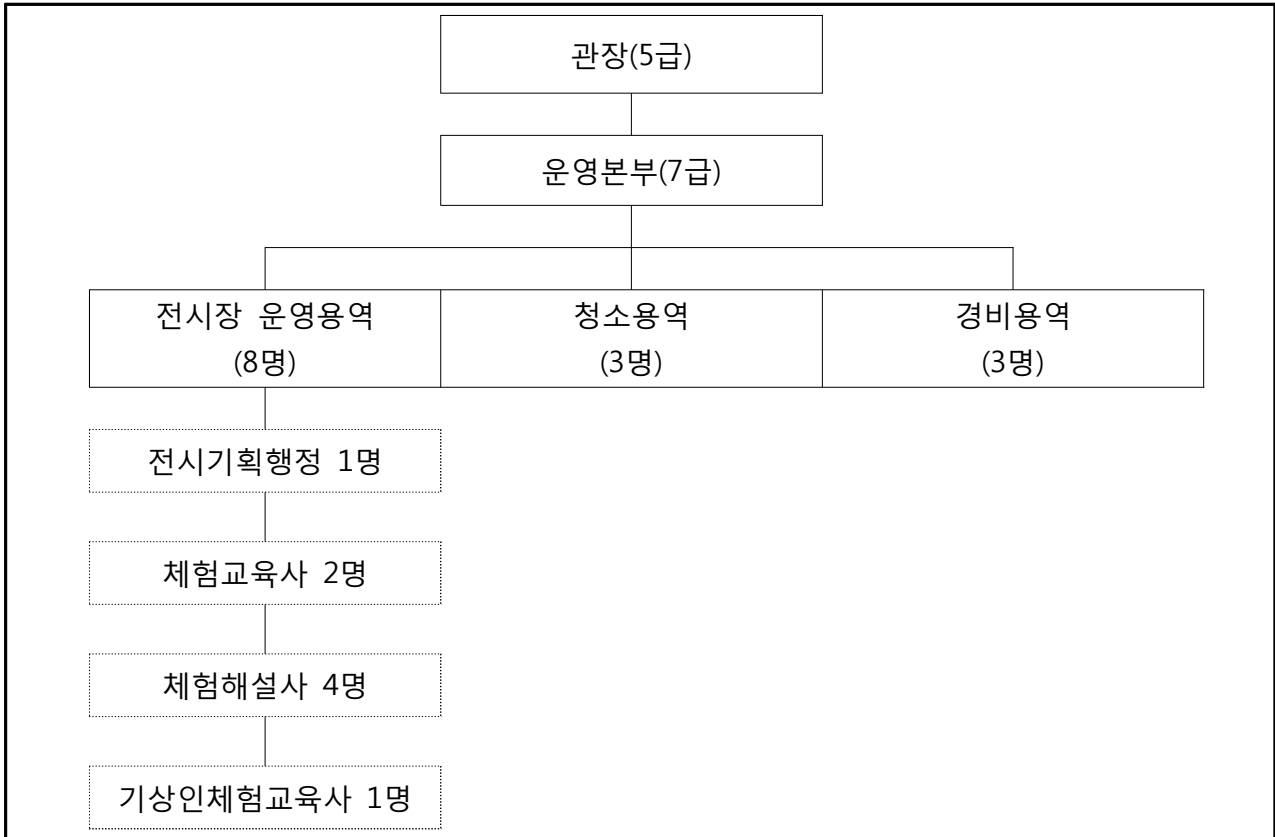 관장(5급)
운영본부(7급)
전시장 운영용역
(8명)
청소용역
(3명)
경비용역
(3명)
전시기획행정 1명
체험교육사 2명
체험해설사 4명
기상인체험교육사 1명